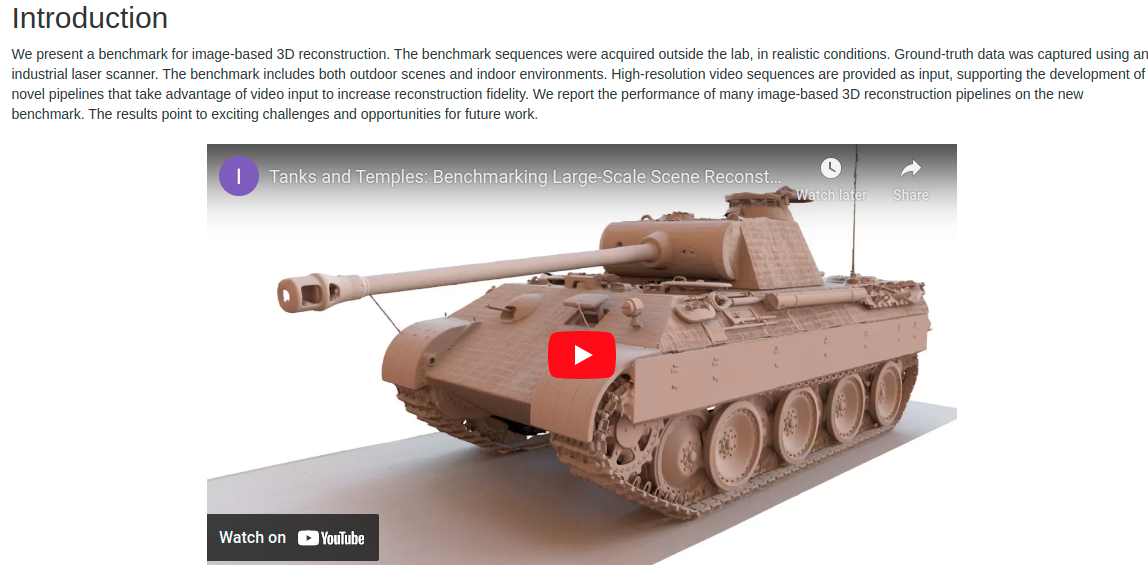 Introduction
We present a benchmark for image-based 3D reconstruction. The benchmark sequences were acquired outside the lab, in realistic conditions. Ground-truth data was captured using an
industrial laser scanner. The benchmark includes both outdoor scenes and indoor environments. High-resolution video sequences are provided as input, supporting the development of
novel pipelines that take advantage of video input to increase reconstruction fidelity. We report the performance of many image-based 3D reconstruction pipelines on the new
benchmark. The results point to exciting challenges and opportunities for future work.
I
Tanks and Temples: Benchmarking Large-Scale Scene Reconst...
Watch later
Share
Watch on YouTube